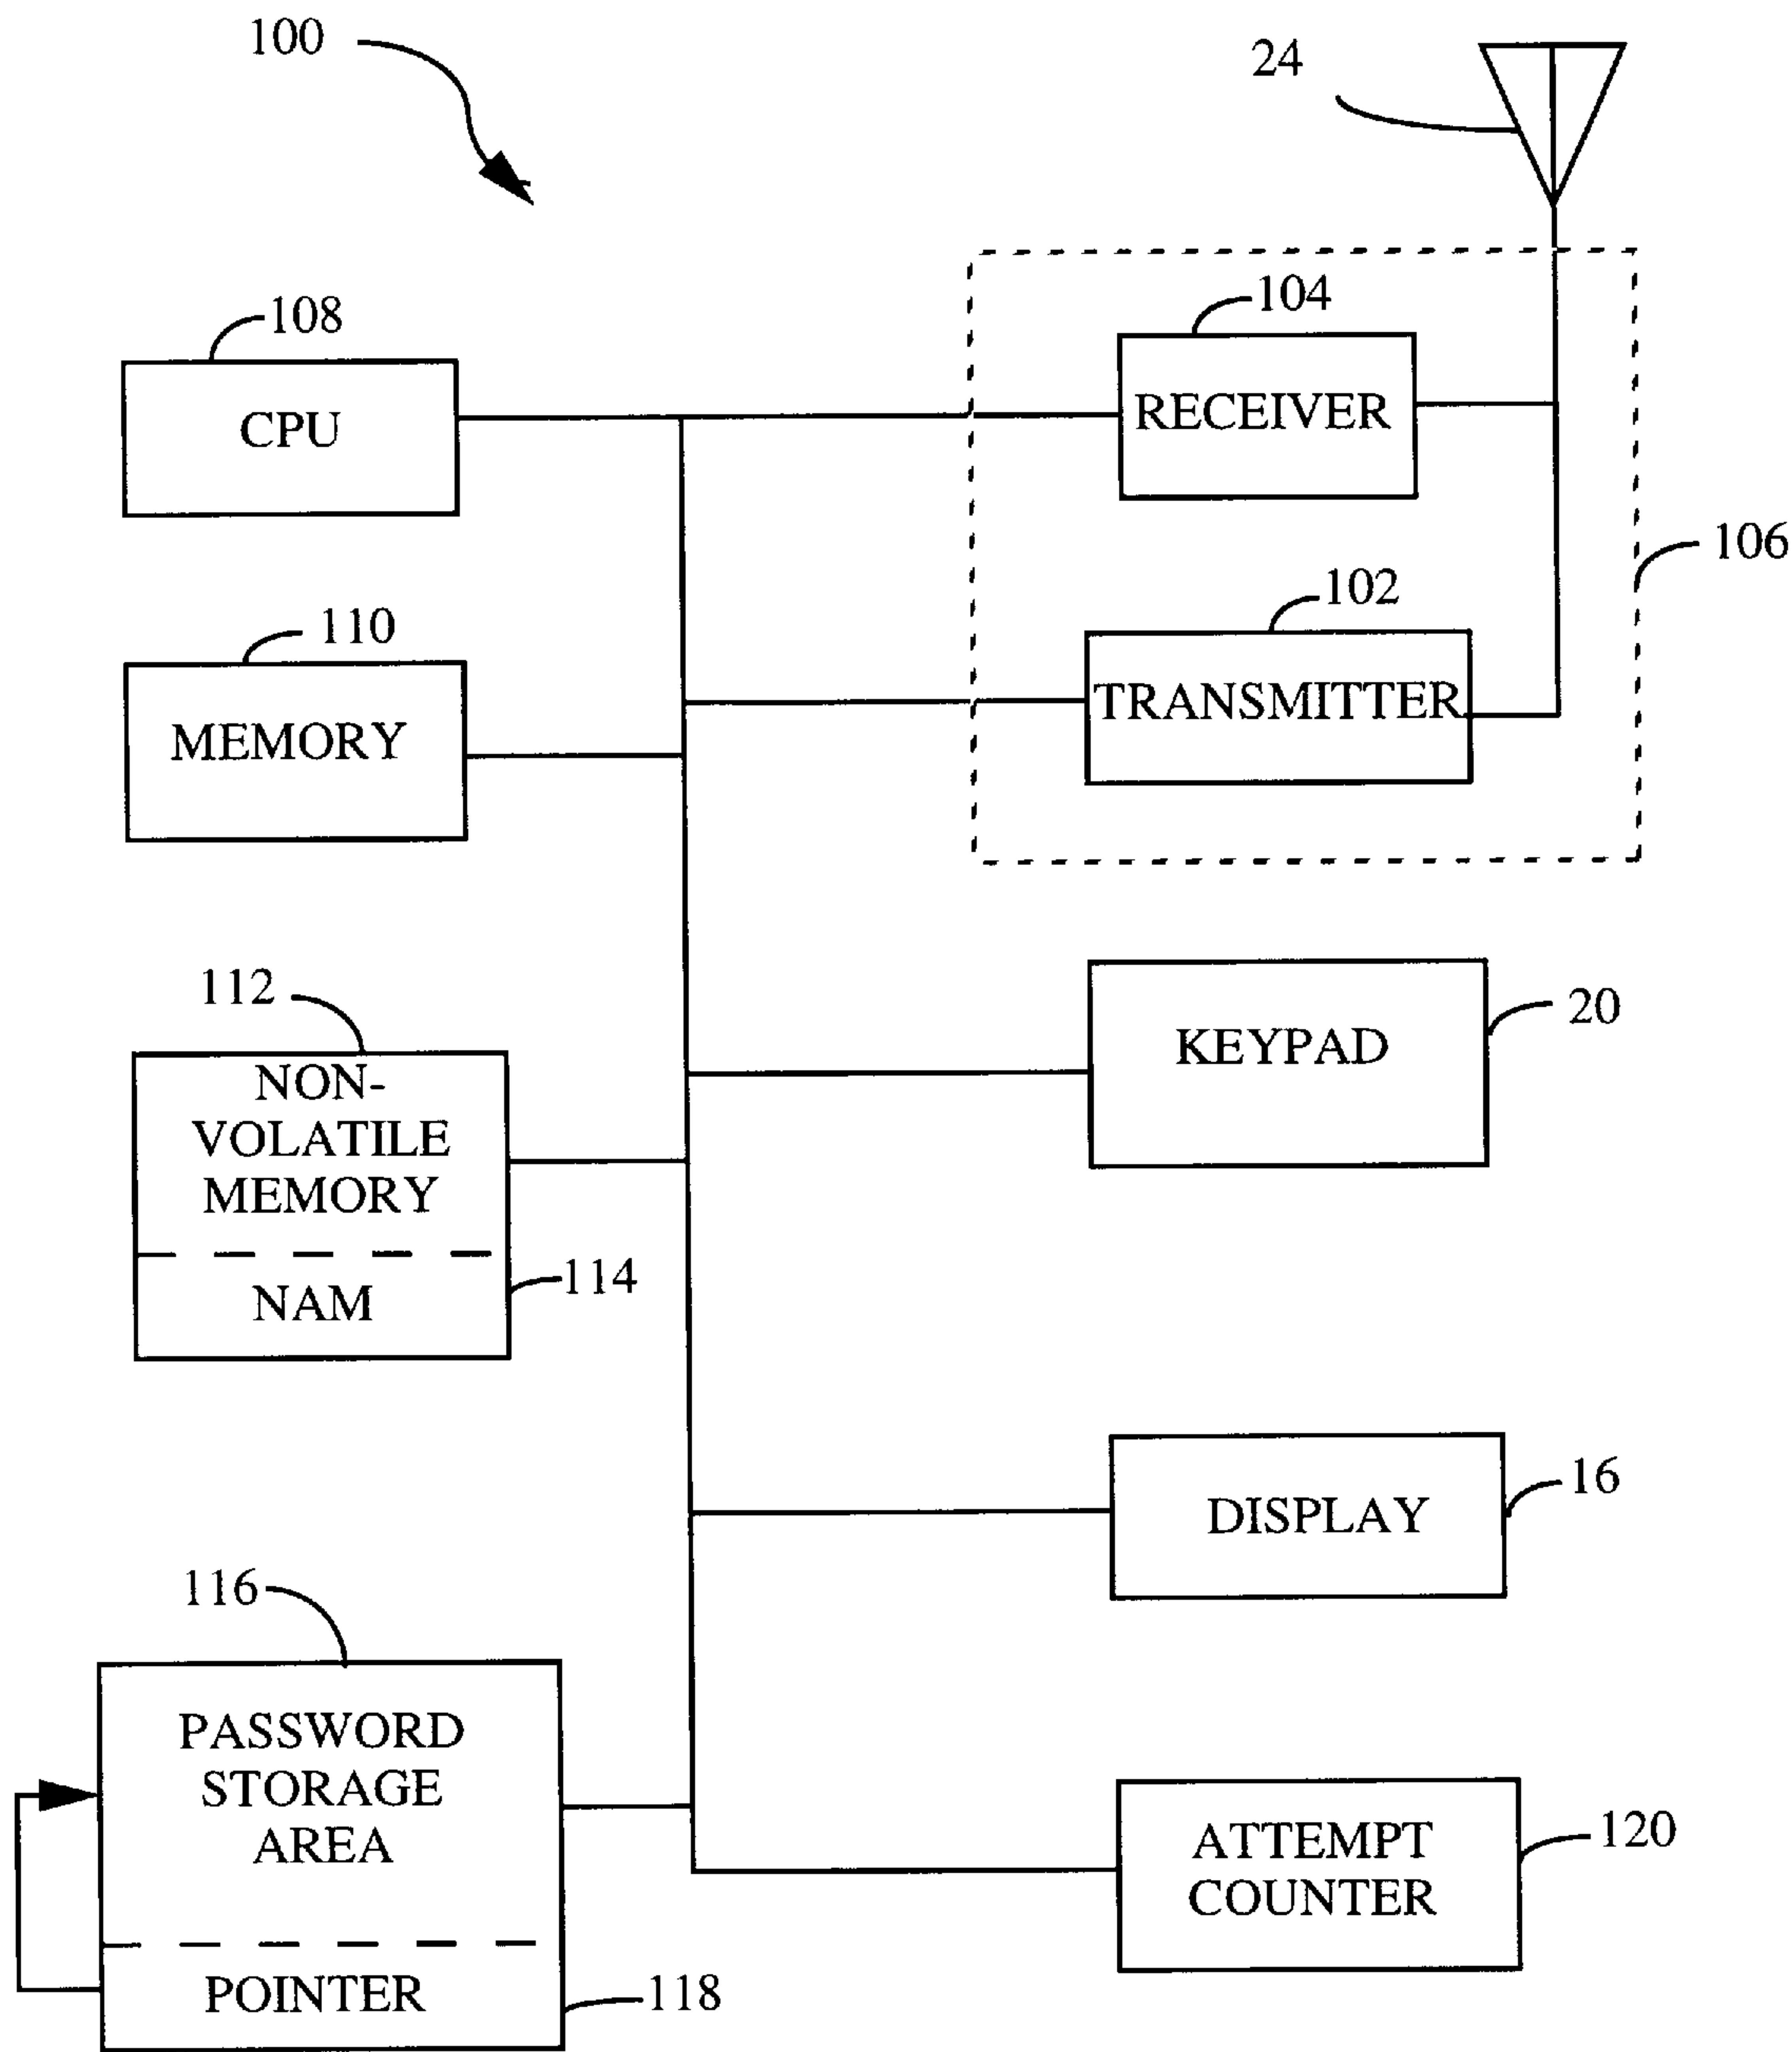 100
24
108
CPU
104
RECEIVER
106
102
TRANSMITTER
110
MEMORY
112
NON-
VOLATILE
MEMORY
NAM
114
20
KEYPAD
16
DISPLAY
116
PASSWORD
STORAGE
AREA
POINTER
118
120
ATTEMPT
COUNTER